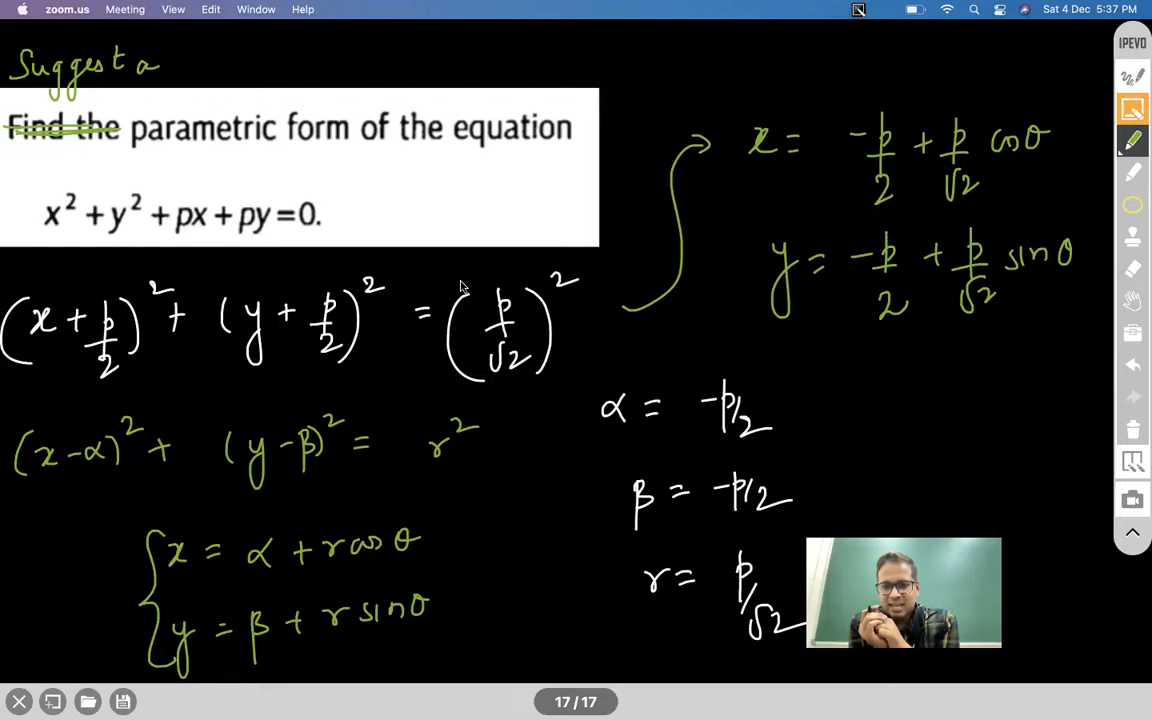 zoom.us Meeting View Edit Window Help Sat 4 Dec 5:37 PM
IPEVO
Suggest a
Find the parametric form of the equation
x² + y² + px + py = 0.
(x + p/2)² + (y + p/2)² = (p/√2)²
(x - α)² + (y - β)² = r²
{ x = α + r cos θ
y = β + r sin θ
x = -p/2 + p/√2 cos θ
y = -p/2 + p/√2 sin θ
α = -p/2
β = -p/2
r = p/√2
17 / 17